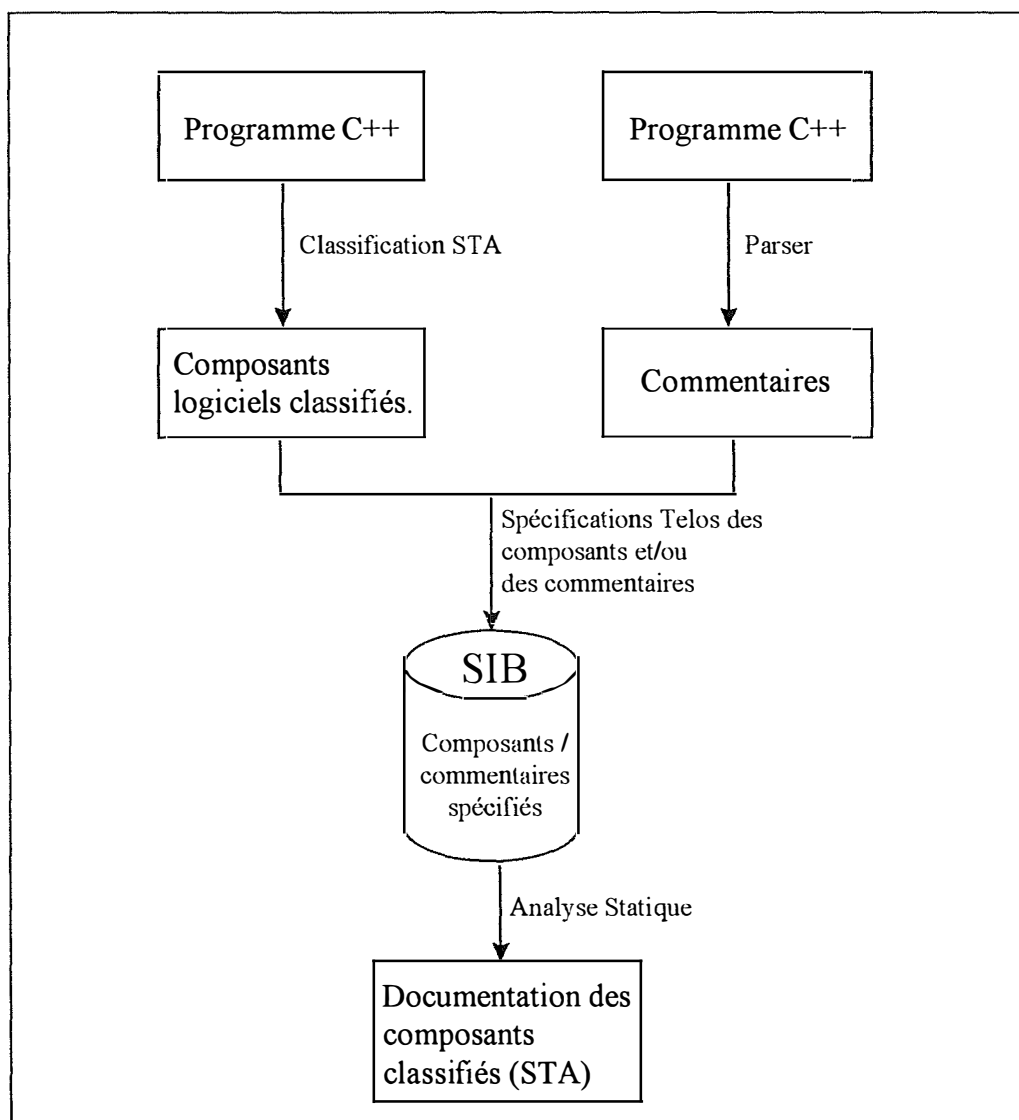 Programme C++
Programme C++
Classification STA
Parser
Composants
logiciels classifiés.
Commentaires
Spécifications Telos des
composants et/ou
des commentaires
SIB
Composants /
commentaires
spécifiés
Analyse Statique
Documentation des
composants
classifiés (STA)